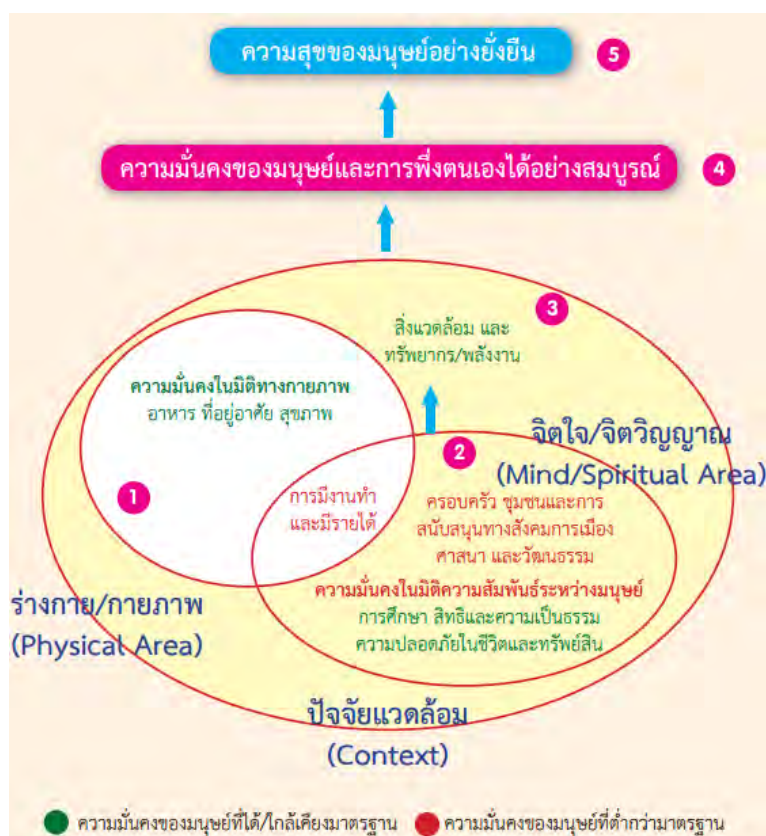 ความสุขของมนุษย์อย่างยั่งยืน
5
ความมั่นคงของมนุษย์และการพึ่งตนเองได้อย่างสมบูรณ์
4
3
สิ่งแวดล้อม และ
ทรัพยากร/พลังงาน
ความมั่นคงในมิติทางกายภาพ
อาหาร ที่อยู่อาศัย สุขภาพ
จิตใจ/จิตวิญญาณ
(Mind/Spiritual Area)
2
1
การมีงานทำ
และมีรายได้
ครอบครัว ชุมชนและการ
สนับสนุนทางสังคมการเมือง
ศาสนา และวัฒนธรรม
ความมั่นคงในมิติความสัมพันธ์ระหว่างมนุษย์
การศึกษา สิทธิและความเป็นธรรม
ความปลอดภัยในชีวิตและทรัพย์สิน
ร่างกาย/กายภาพ
(Physical Area)
ปัจจัยแวดล้อม
(Context)
ความมั่นคงของมนุษย์ที่ได้/ใกล้เคียงมาตรฐาน
ความมั่นคงของมนุษย์ที่ต่ำกว่ามาตรฐาน